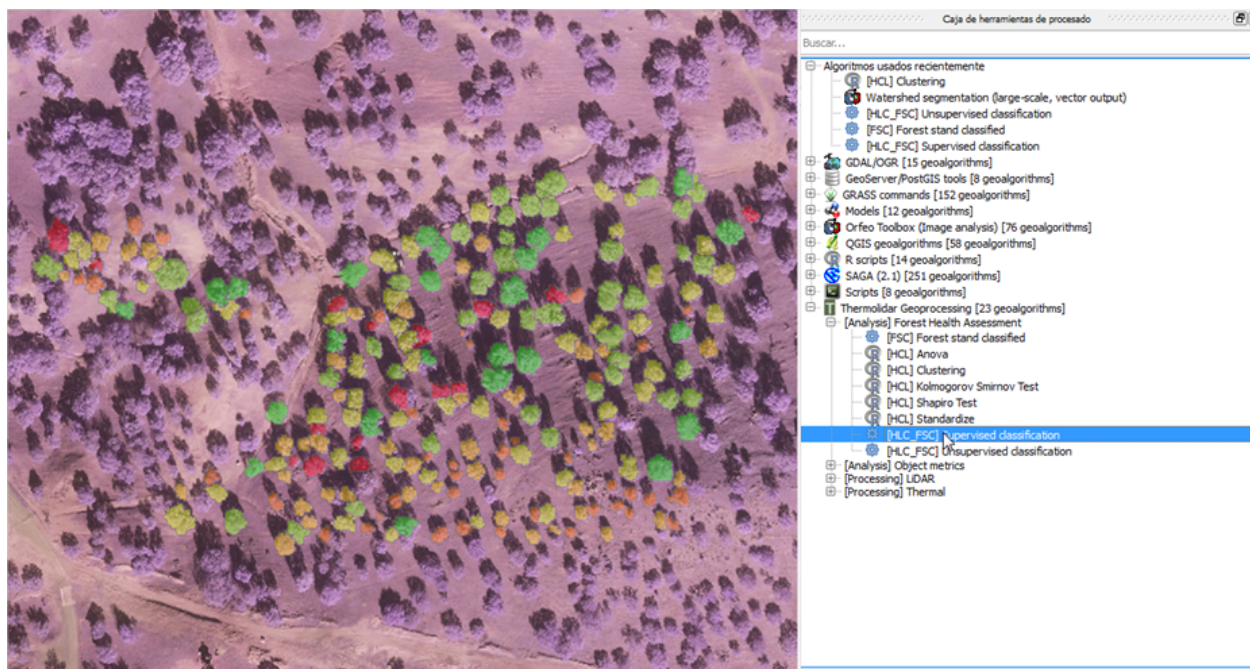 Caja de herramientas de procesado
Buscar...
Algoritmos usados recientemente
[HCL] Clustering
Watershed segmentation (large-scale, vector output)
[HLC_FSC] Unsupervised classification
[FSC] Forest stand classified
[HLC_FSC] Supervised classification
GDAL/OGR [15 geoalgorithms]
GeoServer/PostGIS tools [8 geoalgorithms]
GRASS commands [152 geoalgorithms]
Models [12 geoalgorithms]
Orfeo Toolbox (Image analysis) [76 geoalgorithms]
QGIS geoalgorithms [58 geoalgorithms]
R scripts [14 geoalgorithms]
SAGA (2.1) [251 geoalgorithms]
Scripts [8 geoalgorithms]
Thermolidar Geoprocessing [23 geoalgorithms]
[Analysis] Forest Health Assessment
[FSC] Forest stand classified
[HCL] Anova
[HCL] Clustering
[HCL] Kolmogorov Smirnov Test
[HCL] Shapiro Test
[HCL] Standardize
[HLC_FSC] Supervised classification
[HLC_FSC] Unsupervised classification
[Analysis] Object metrics
[Processing] LiDAR
[Processing] Thermal